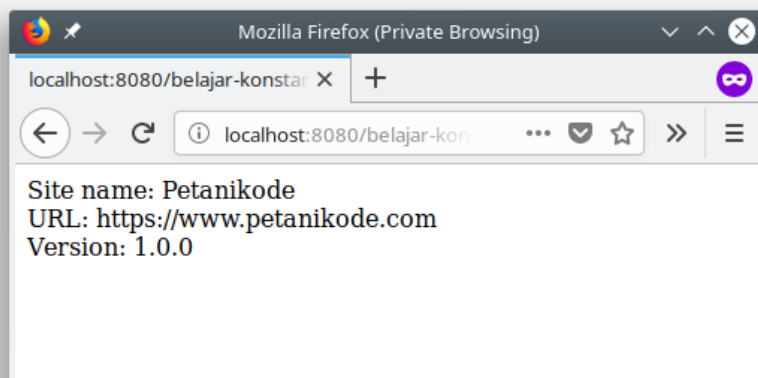 Mozilla Firefox (Private Browsing)
localhost:8080/belajar-konstar
localhost:8080/belajar-kon
Site name: Petanikode
URL: https://www.petanikode.com
Version: 1.0.0